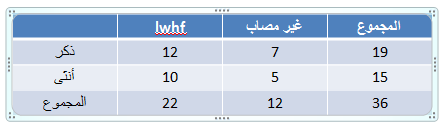 المجموع غير مصاب lwhf
ذكر 12 7 19
أنثى 10 5 15
المجموع 22 12 36